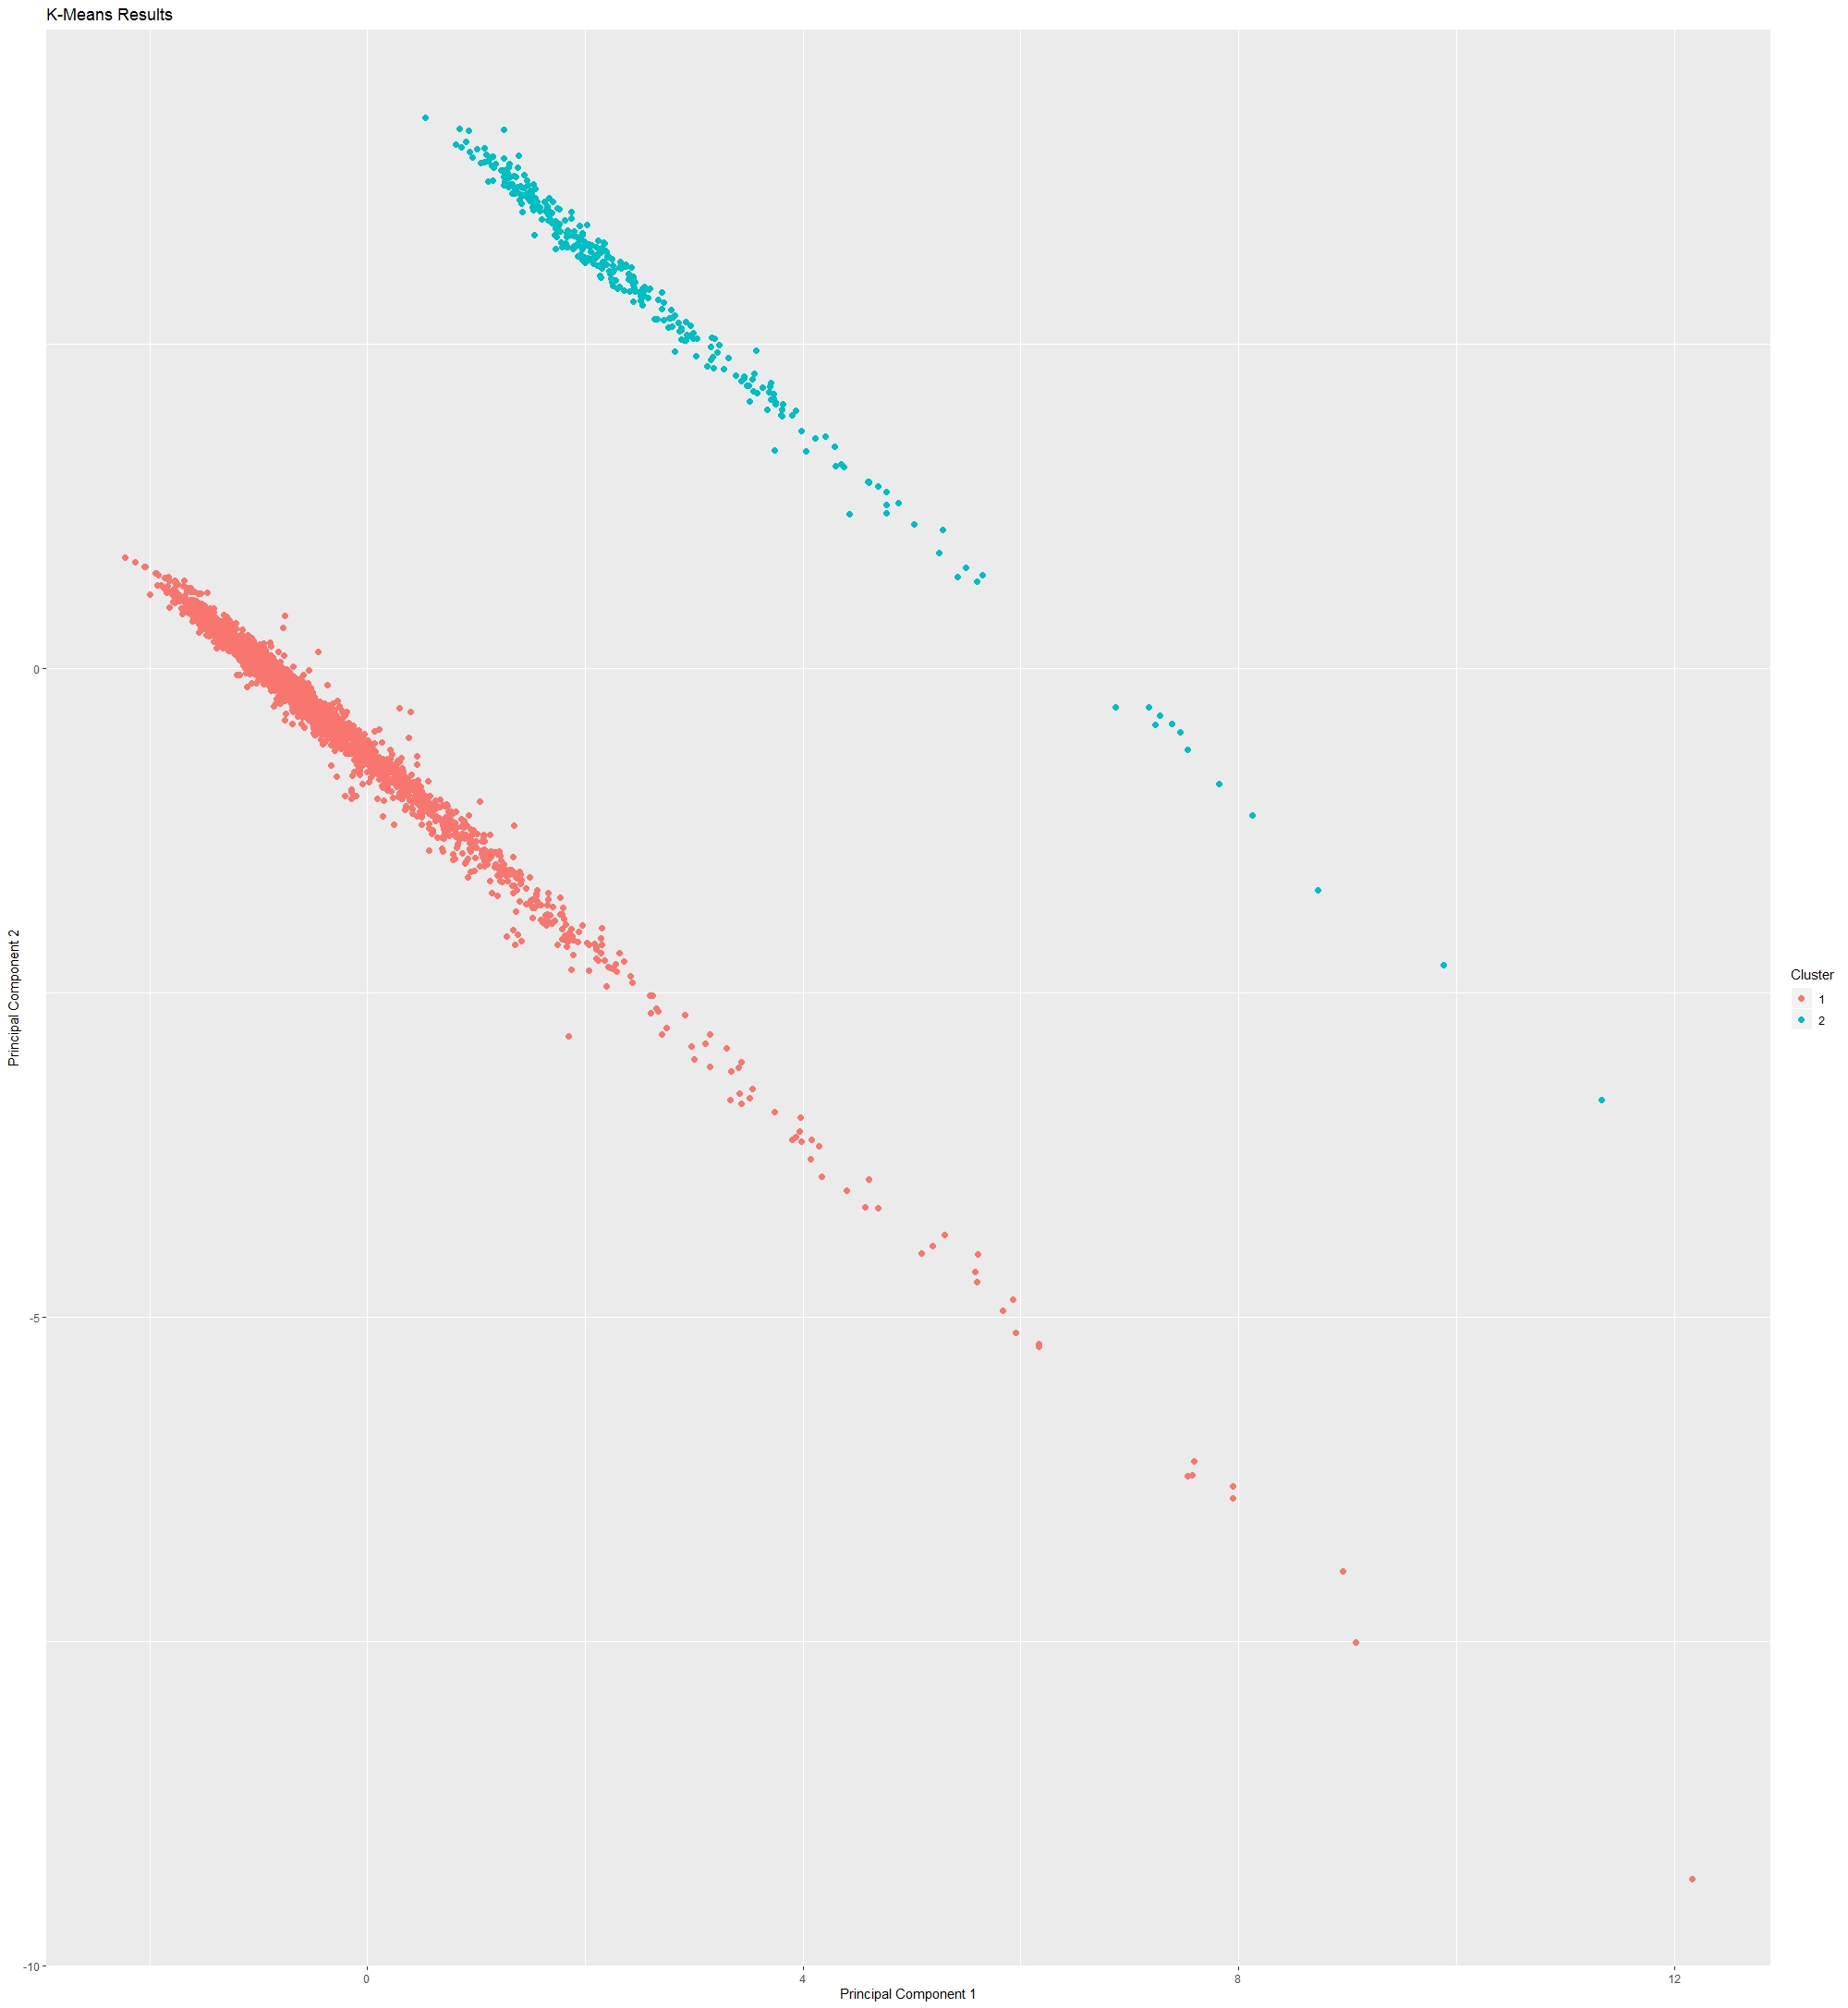 K-Means Results
Principal Component 2
0
-5
-10
0
4
8
12
Principal Component 1
Cluster
1
2